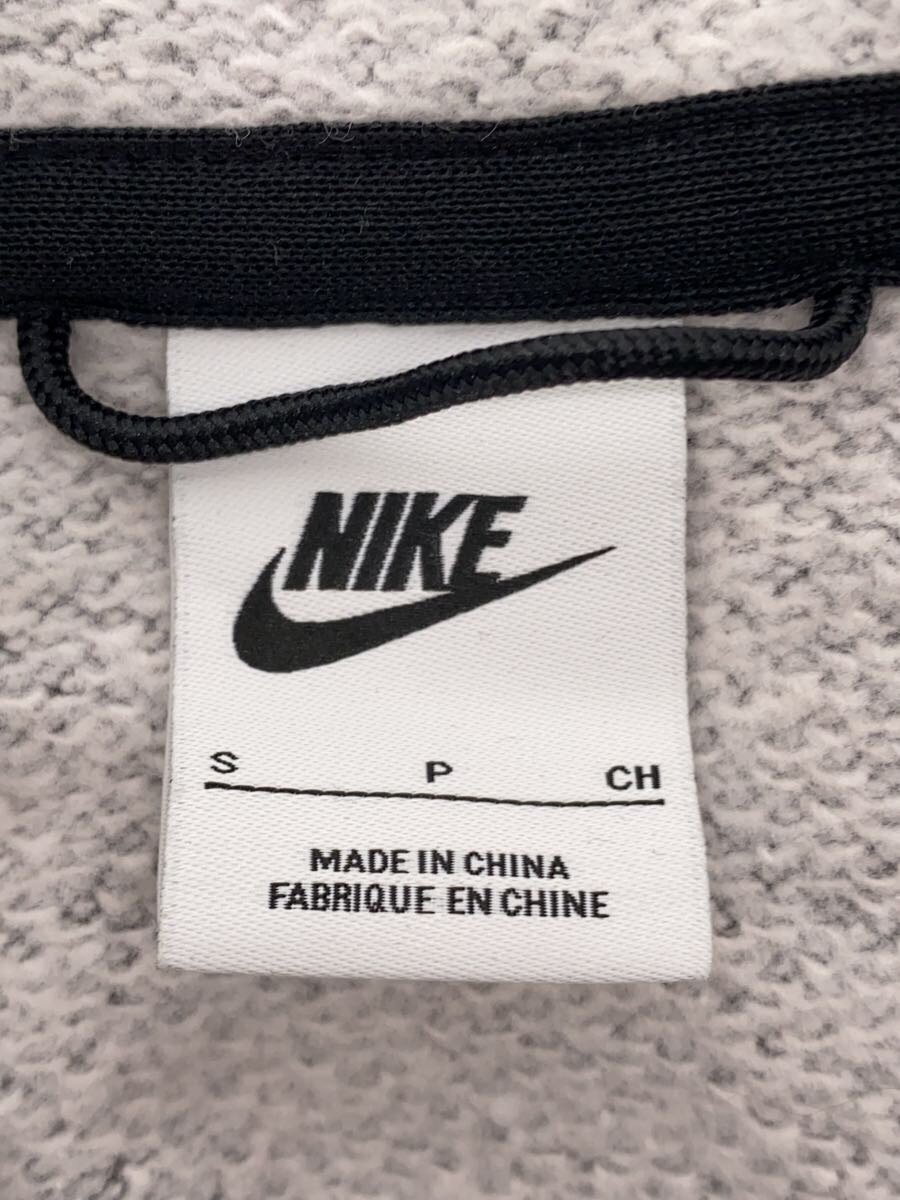 NIKE
S P CH
MADE IN CHINA
FABRIQUE EN CHINE